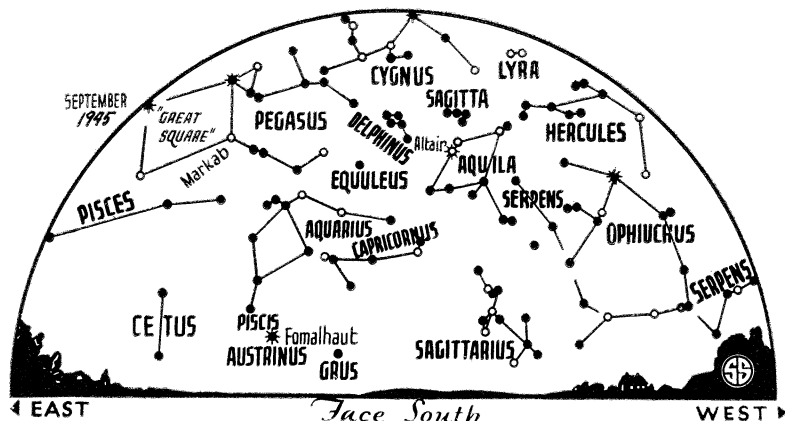 CYGNUS
LYRA
SEPTEMBER
1945
"GREAT
SQUARE"
PEGASUS
SAGITTA
DELPHINUS
HERCULES
Markab
Altair
AQUILA
EQUULEUS
SERPENS
PISCES
AQUARIUS
CAPRICORNUS
OPHIUCHUS
SERPENS
CETUS
PISCIS
AUSTRINUS
Fomalhaut
GRUS
SAGITTARIUS
SS
EAST
Face South
WEST